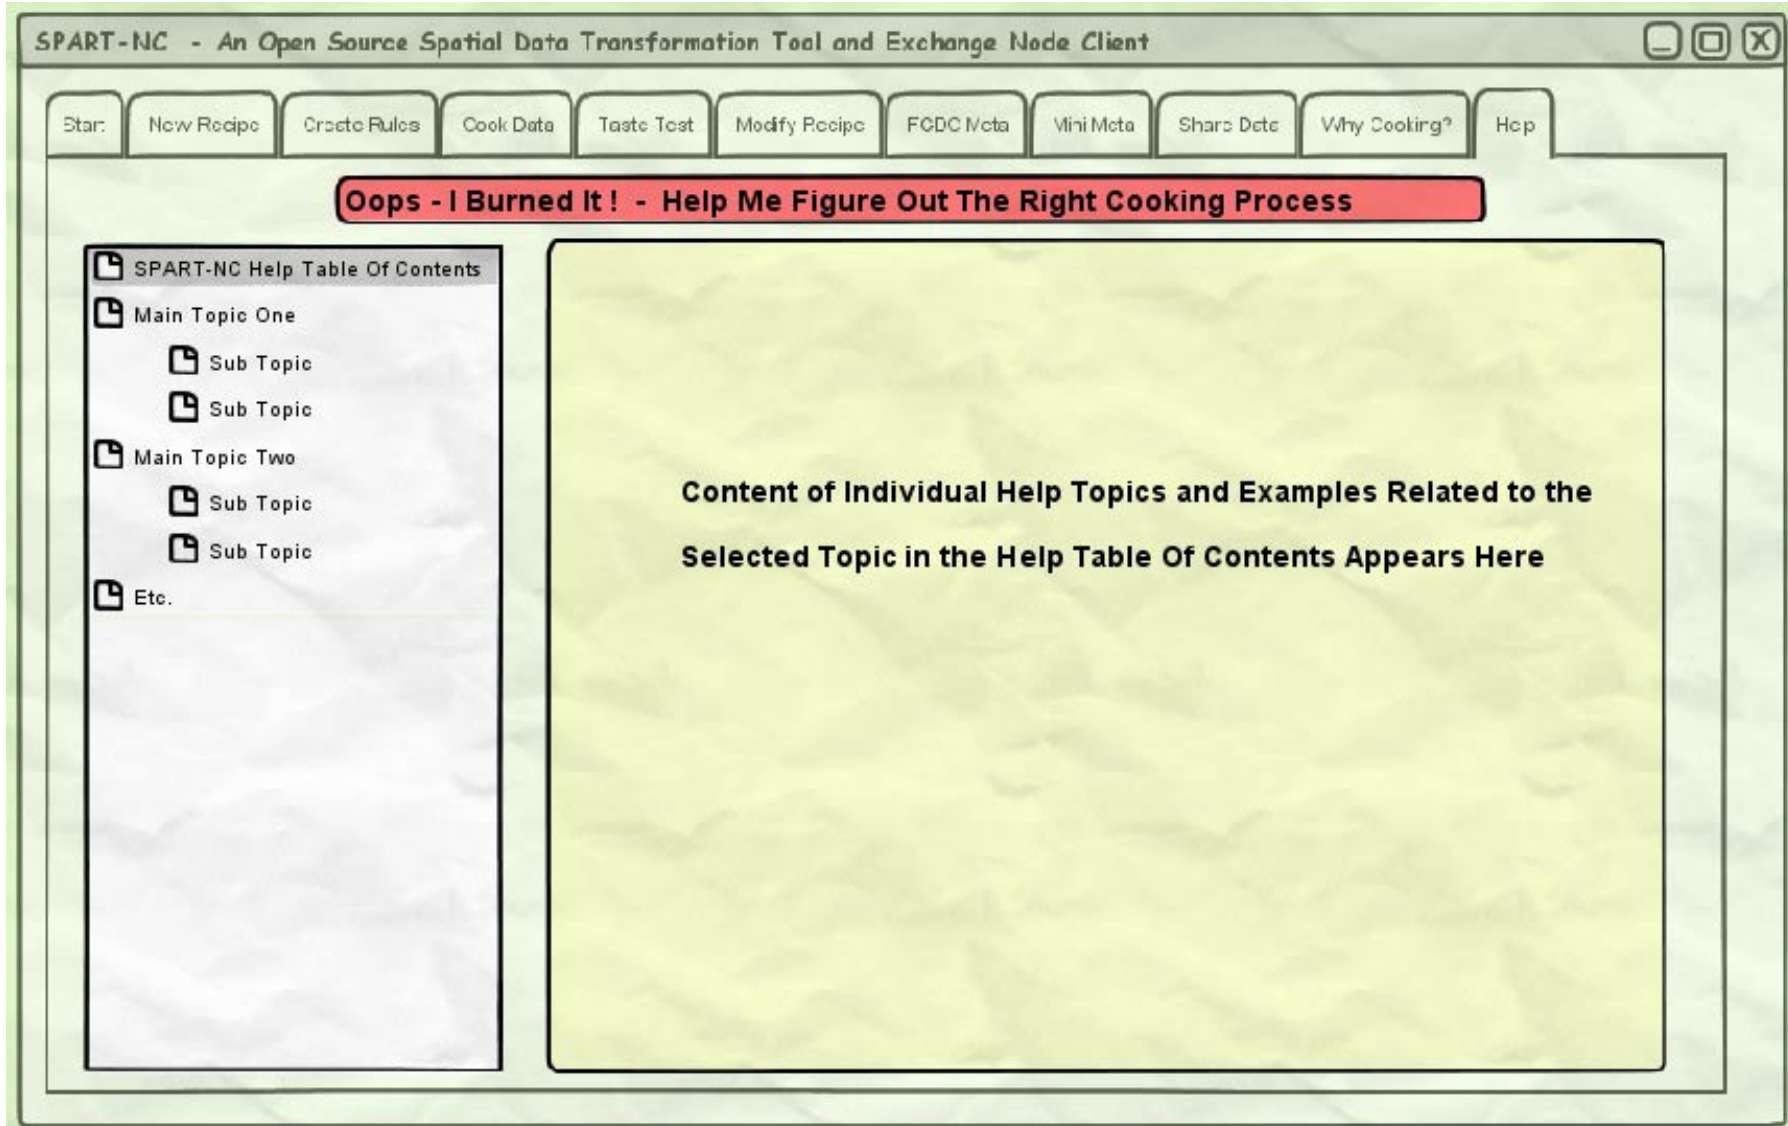 SPART-NC - An Open Source Spatial Data Transformation Tool and Exchange Node Client
Start New Recipe Create Rules Cook Data Taste Test Modify Recipe FGDC Meta Mini Meta Share Data Why Cooking? Help
Oops - I Burned It ! - Help Me Figure Out The Right Cooking Process
SPART-NC Help Table Of Contents
Main Topic One
Sub Topic
Sub Topic
Main Topic Two
Sub Topic
Sub Topic
Etc.
Content of Individual Help Topics and Examples Related to the
Selected Topic in the Help Table Of Contents Appears Here